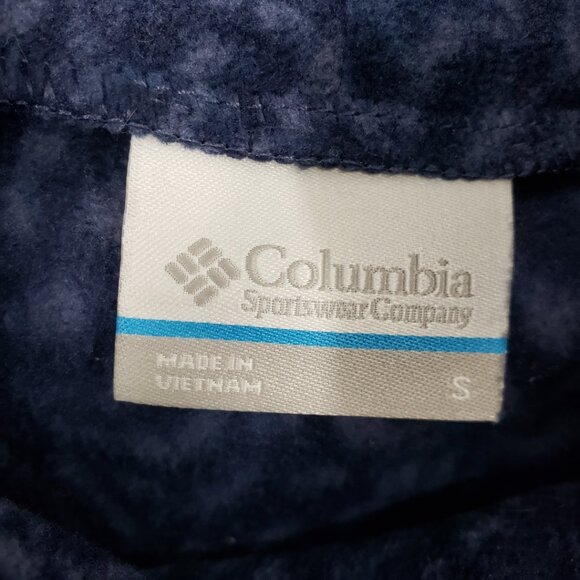 Columbia
Sportswear Company
MADE IN
VIETNAM
S